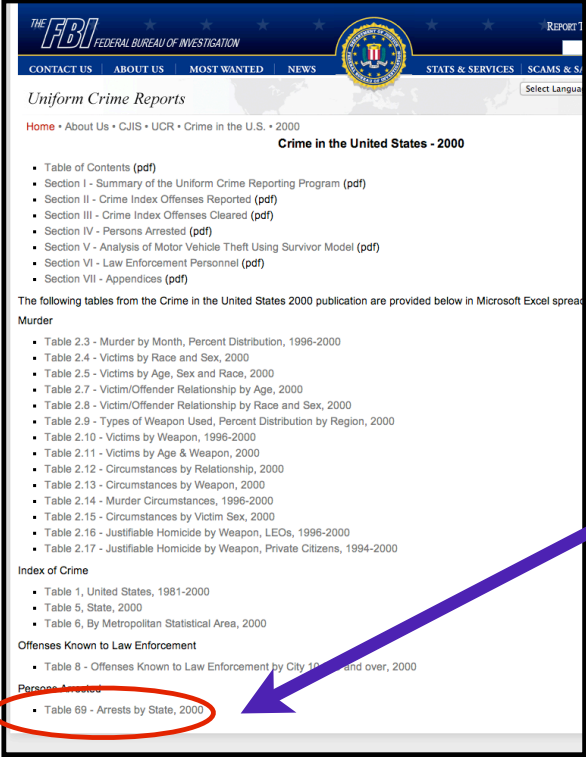 THE FBI FEDERAL BUREAU OF INVESTIGATION
REPORT
CONTACT US | ABOUT US | MOST WANTED | NEWS STATS & SERVICES | SCAMS &
Uniform Crime Reports
Select
Home • About Us • CJIS • UCR • Crime in the U.S. • 2000
Crime in the United States - 2000
Table of Contents (pdf)
Section I - Summary of the Uniform Crime Reporting Program (pdf)
Section II - Crime Index Offenses Reported (pdf)
Section III - Crime Index Offenses Cleared (pdf)
Section IV - Persons Arrested (pdf)
Section V - Analysis of Motor Vehicle Theft Using Survivor Model (pdf)
Section VI - Law Enforcement Personnel (pdf)
Section VII - Appendices (pdf)
The following tables from the Crime in the United States 2000 publication are provided below in Microsoft Excel
Murder
Table 2.3 - Murder by Month, Percent Distribution, 1996-2000
Table 2.4 - Victims by Race and Sex, 2000
Table 2.5 - Victims by Age, Sex and Race, 2000
Table 2.7 - Victim/Offender Relationship by Age, 2000
Table 2.8 - Victim/Offender Relationship by Race and Sex, 2000
Table 2.9 - Types of Weapon Used, Percent Distribution by Region, 2000
Table 2.10 - Victims by Weapon, 1996-2000
Table 2.11 - Victims by Age & Weapon, 2000
Table 2.12 - Circumstances by Relationship, 2000
Table 2.13 - Circumstances by Weapon, 2000
Table 2.14 - Murder Circumstances, 1996-2000
Table 2.15 - Circumstances by Victim Sex, 2000
Table 2.16 - Justifiable Homicide by Weapon, LEOs, 1996-2000
Table 2.17 - Justifiable Homicide by Weapon, Private Citizens, 1994-2000
Index of Crime
Table 1, United States, 1981-2000
Table 5, State, 2000
Table 6, By Metropolitan Statistical Area, 2000
Offenses Known to Law Enforcement
Table 8 - Offenses Known to Law Enforcement by City and over, 2000
Persons Arrested
Table 69 - Arrests by State, 2000